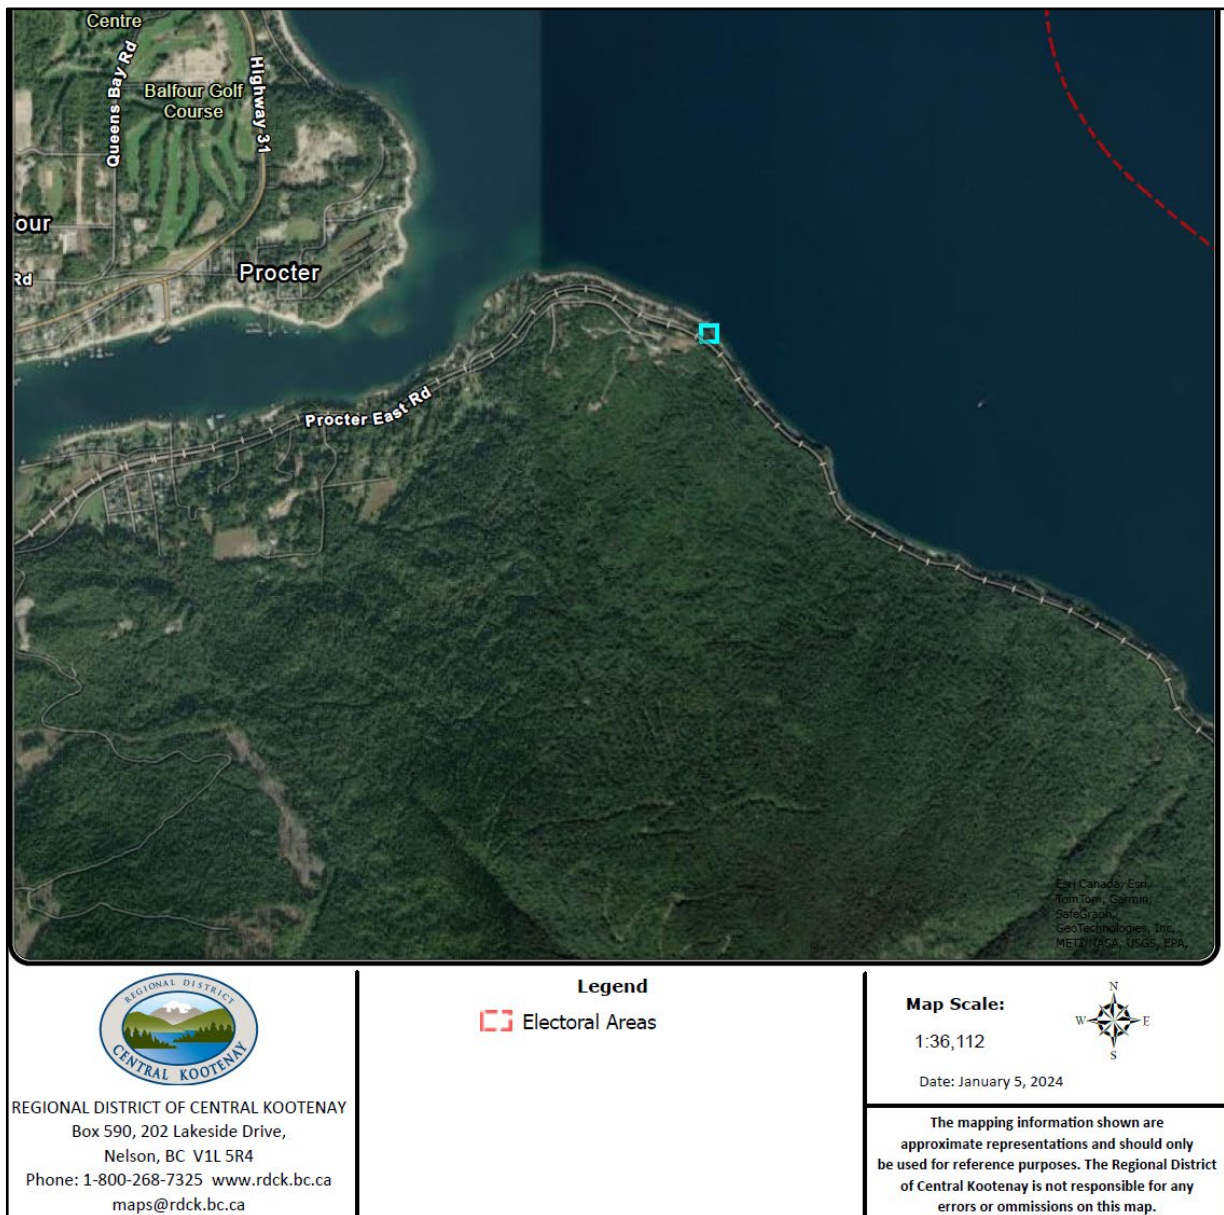 Centre
Queens Bay Rd
Balfour Golf
Course
Highway 31
our
Rd
Procter
Procter East Rd
Esri Canada, Esri,
TomTom, Garmin,
SafeGraph,
GeoTechnologies, Inc,
METI/NASA, USGS, EPA,
REGIONAL DISTRICT
CENTRAL KOOTENAY
REGIONAL DISTRICT OF CENTRAL KOOTENAY
Box 590, 202 Lakeside Drive,
Nelson, BC V1L 5R4
Phone: 1-800-268-7325 www.rdck.bc.ca
maps@rdck.bc.ca
Legend
Electoral Areas
Map Scale:
1:36,112
N
W E
S
Date: January 5, 2024
The mapping information shown are
approximate representations and should only
be used for reference purposes. The Regional District
of Central Kootenay is not responsible for any
errors or ommissions on this map.